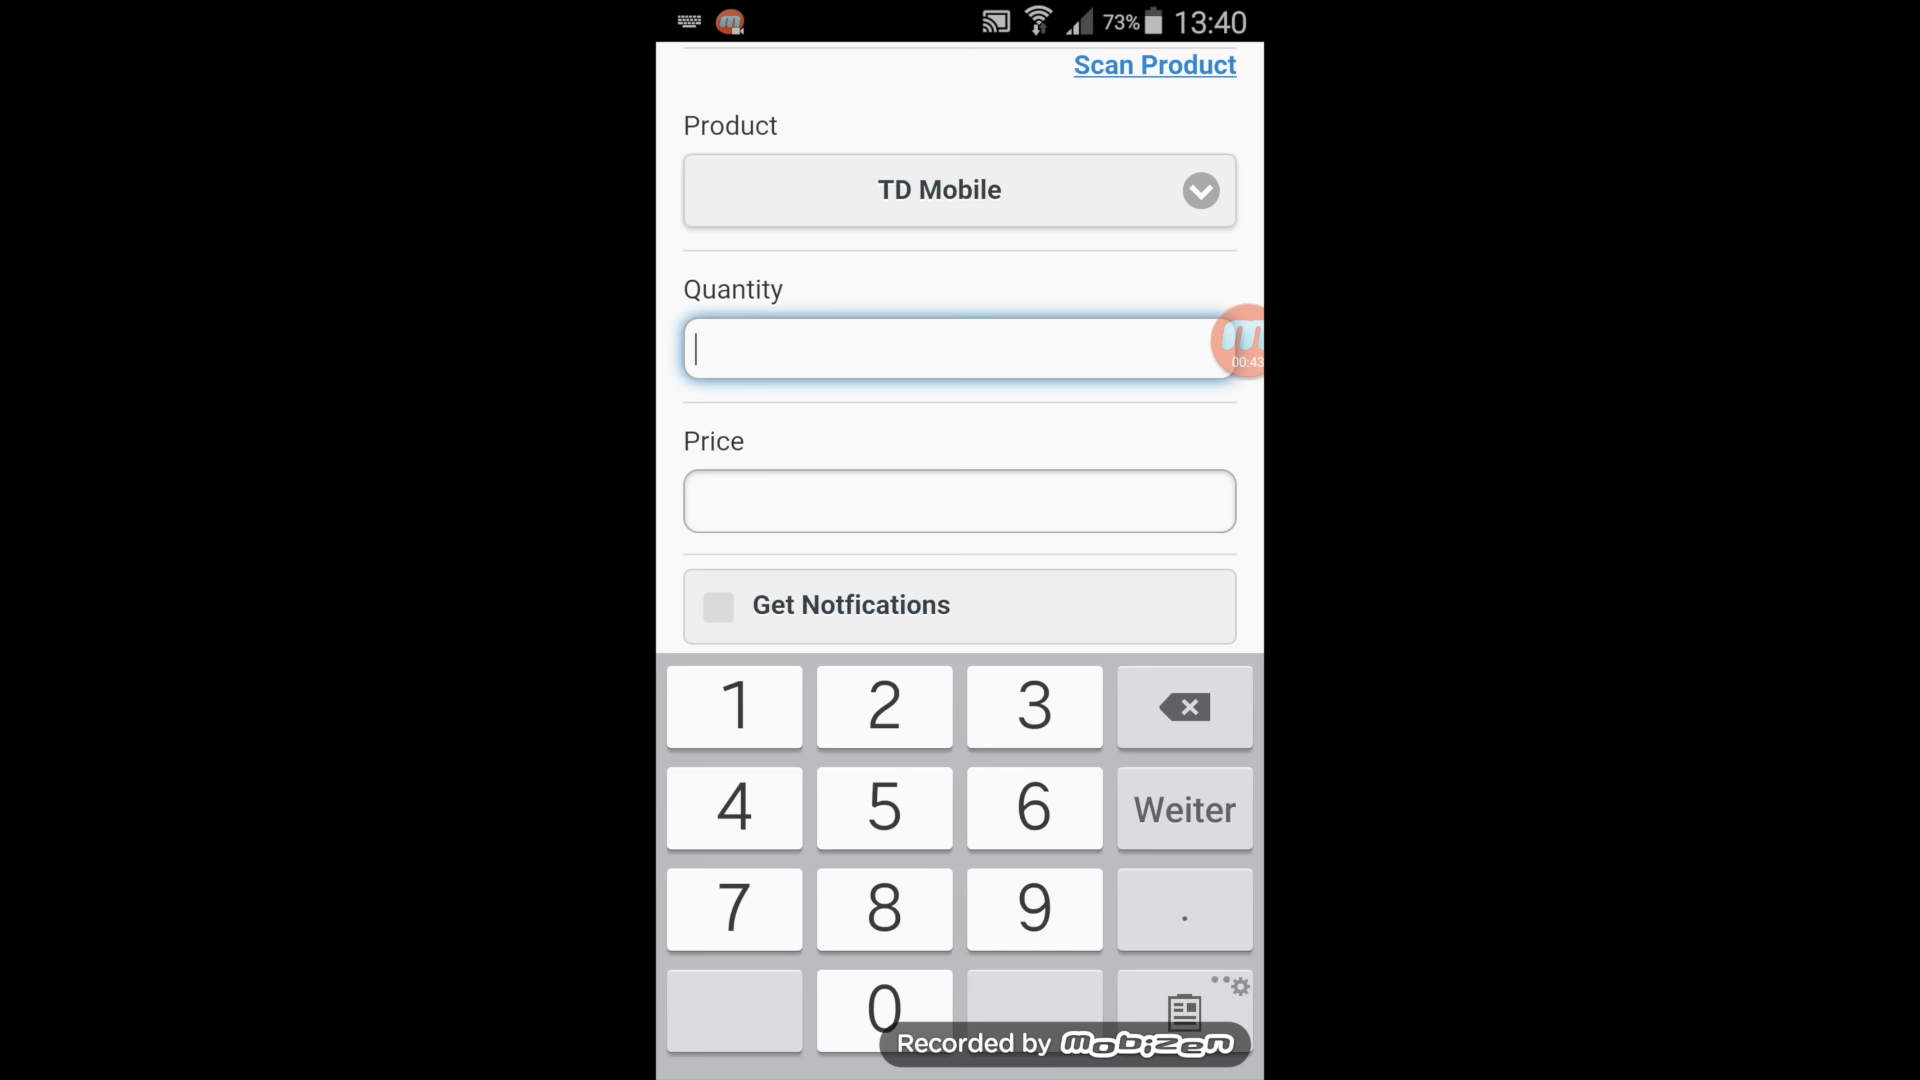 73% 13:40
Scan Product
Product
TD Mobile
Quantity
00:43
Price
Get Notfications
1 2 3
4 5 6 Weiter
7 8 9 .
0
Recorded by mobizen